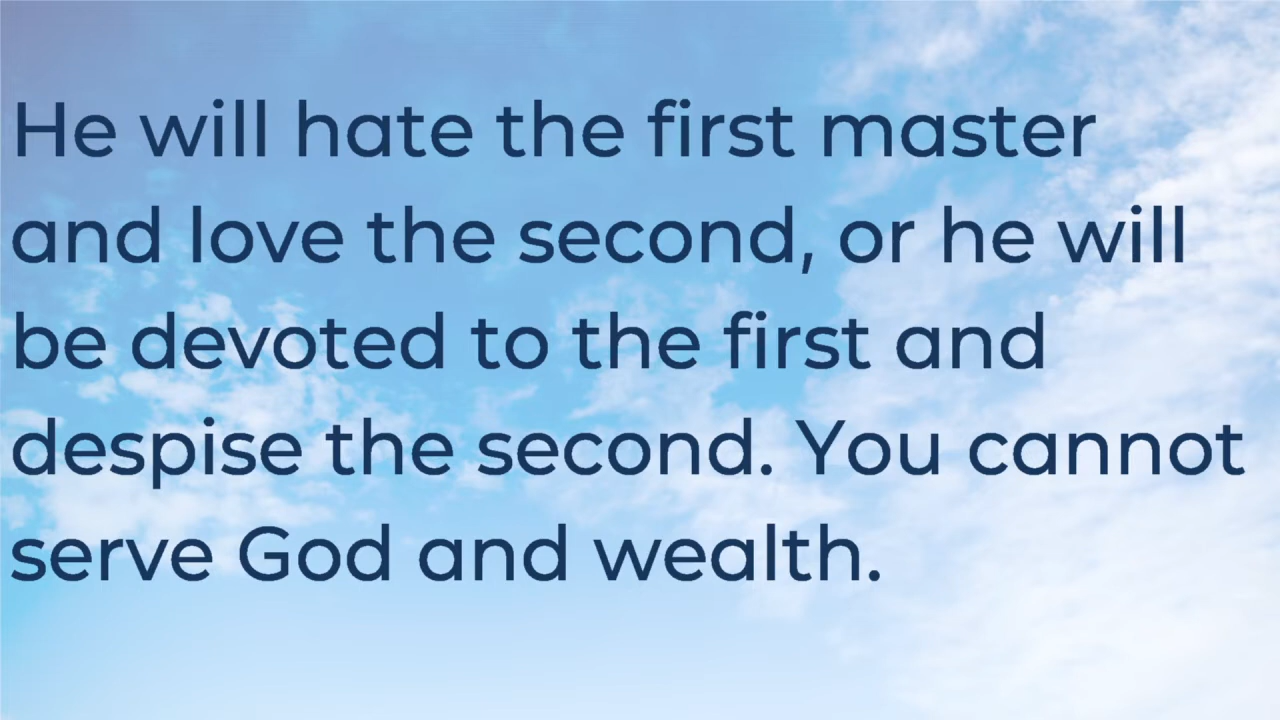 He will hate the first master
and love the second, or he will
be devoted to the first and
despise the second. You cannot
serve God and wealth.